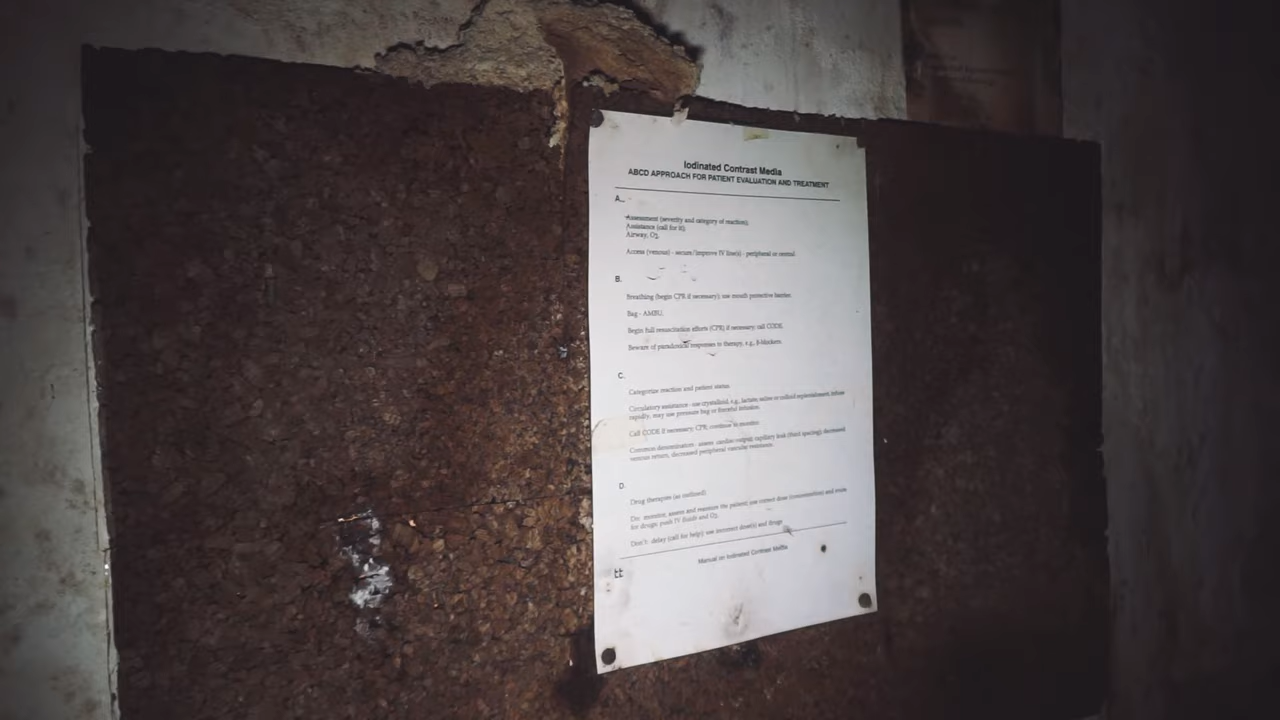 Iodinated Contrast Media
ABCD APPROACH FOR PATIENT EVALUATION AND TREATMENT
A.
Assessment (severity and category of reaction);
Assistance (call for it);
Airway, O2.
Access (venous) - secure/improve IV line(s) - peripheral or central.
B.
Breathing (begin CPR if necessary); use mouth protective barrier.
Bag - AMBU.
Begin full resuscitation efforts (CPR) if necessary; call CODE.
Beware of paradoxical responses to therapy, e.g., β-blockers.
C.
Categorize reaction and patient status.
Circulatory assistance - use crystalloid, e.g., lactate; saline or colloid replenishment, infuse
rapidly, may use pressure bag or forceful infusion.
Call CODE if necessary; CPR; continue to monitor.
Common denominators - assess cardiac output; capillary leak (third spacing); decreased
venous return, decreased peripheral vascular resistance.
D.
Drug therapies (as outlined).
Do: monitor, assess and reassure the patient; use correct dose (concentration) and route
for drugs; push IV fluids and O2.
Don't: delay (call for help); use incorrect dose(s) and drugs
Manual on Iodinated Contrast Media
tt